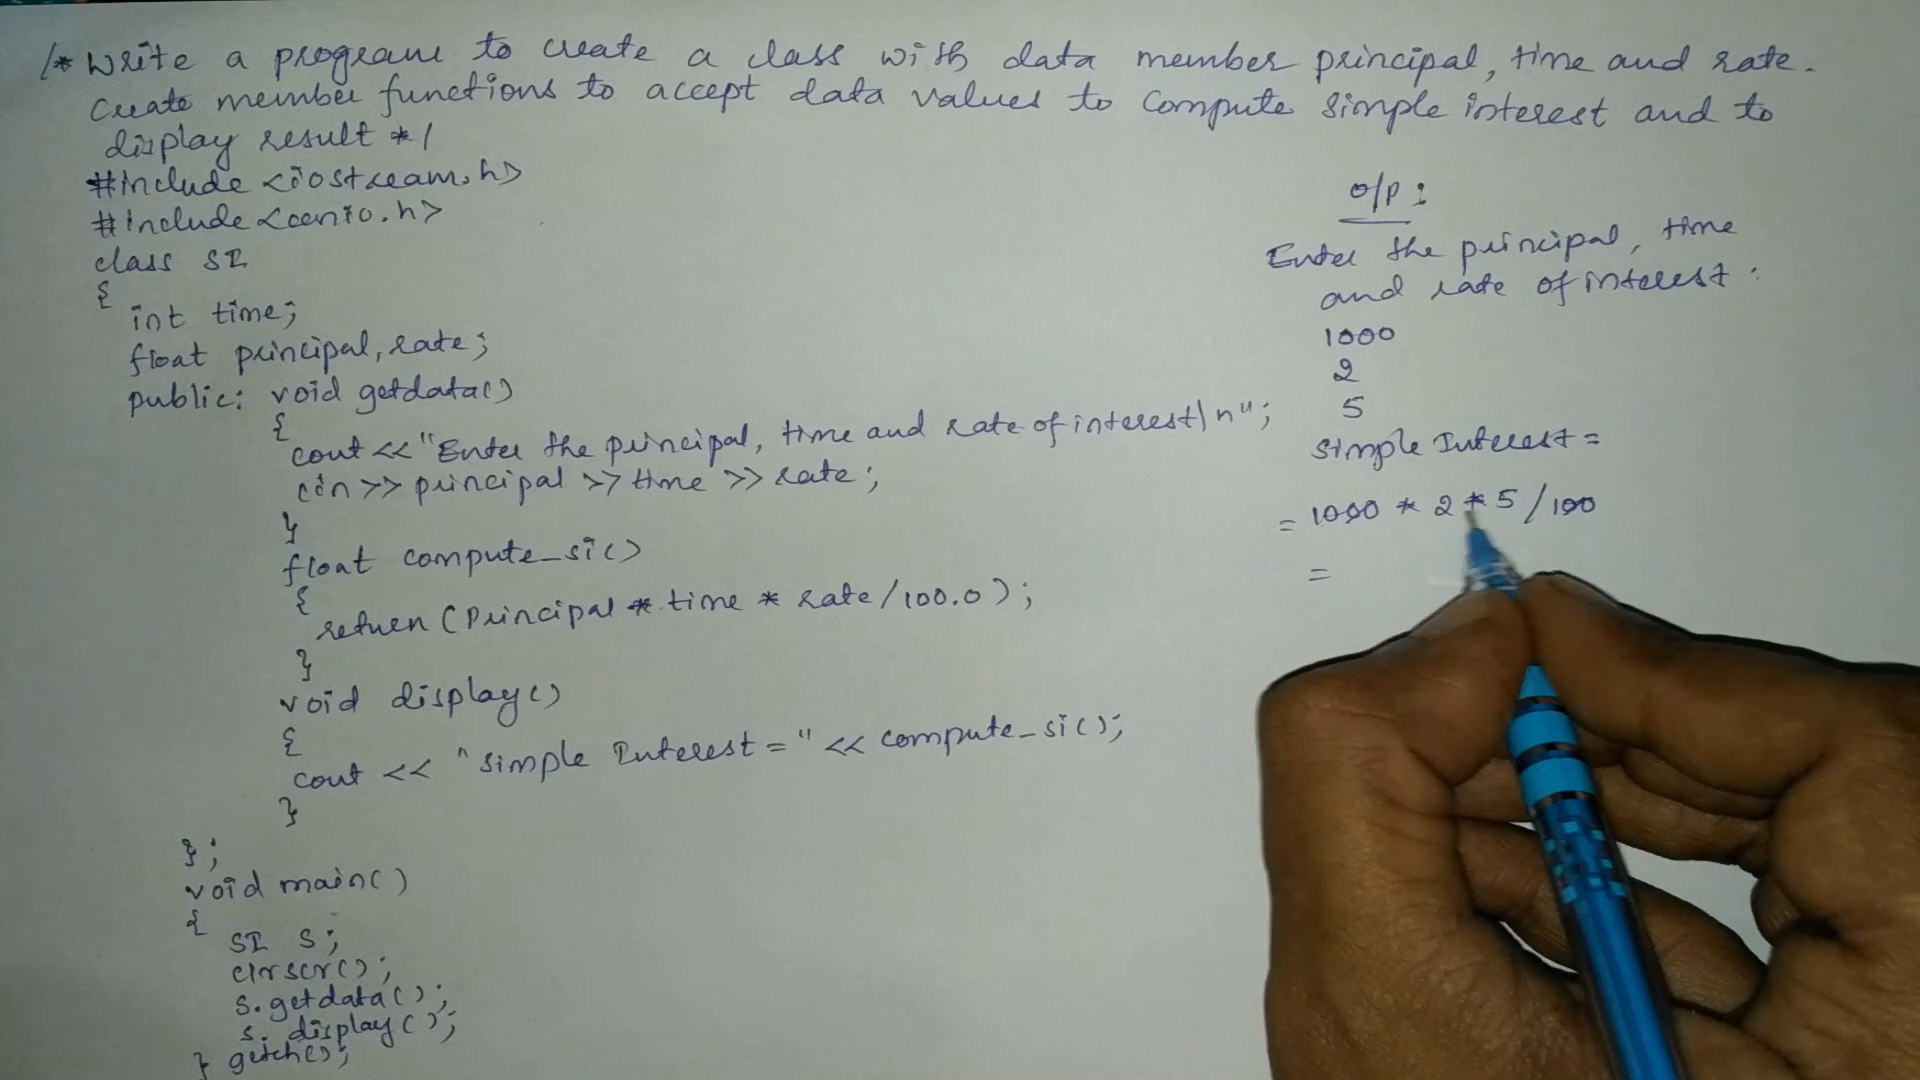 /* Write a program to create a class with data member principal, time and rate.
Create member functions to accept data values to compute simple interest and to
display result */
#include <iostream.h>
#include <conio.h>
class SI
{
int time;
float principal, rate;
public: void getdata()
{
cout << "Enter the principal, time and rate of interest\n";
cin >> principal >> time >> rate;
}
float compute_si()
{
return (Principal * time * rate/100.0);
}
void display()
{
cout << "Simple Interest = " << compute_si();
}
};
void main()
{
SI s;
clrscr();
s.getdata();
s. display();
} getch();
o/p :
Enter the principal, time
and rate of interest :
1000
2
5
Simple Interest =
= 1000 * 2 * 5 / 100
=